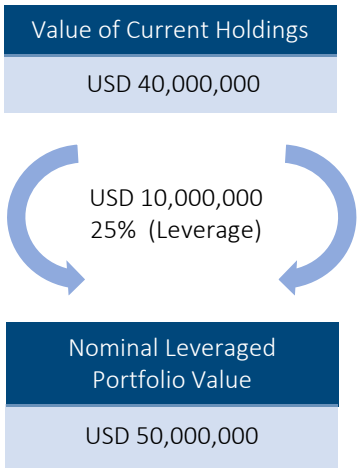 Value of Current Holdings
USD 40,000,000
USD 10,000,000
25% (Leverage)
Nominal Leveraged
Portfolio Value
USD 50,000,000